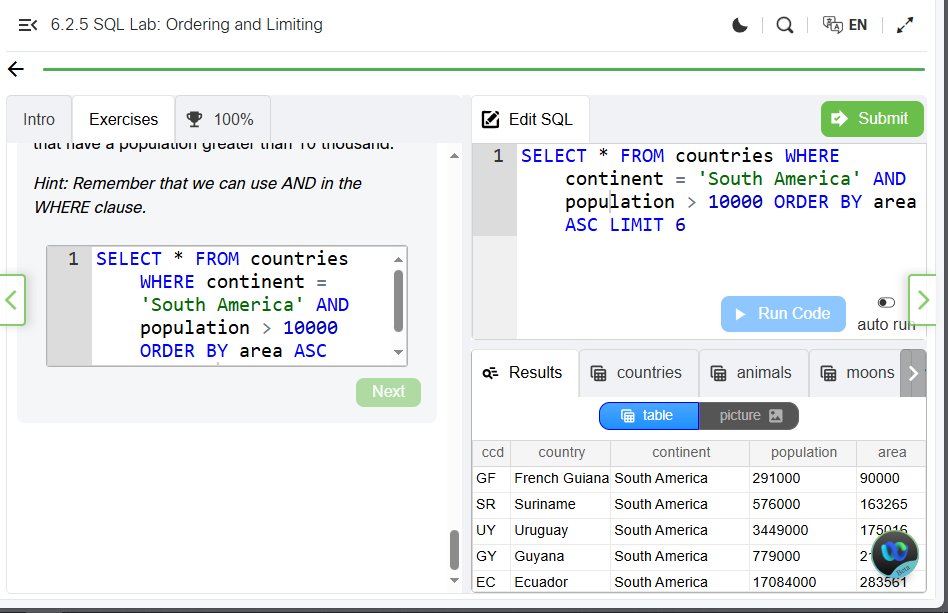 6.2.5 SQL Lab: Ordering and Limiting
EN
Intro
Exercises
100%
that have a population greater than 10 thousand.
Hint: Remember that we can use AND in the
WHERE clause.
1
SELECT * FROM countries
WHERE continent =
'South America' AND
population > 10000
ORDER BY area ASC
Next
Edit SQL
Submit
1
SELECT * FROM countries WHERE
continent = 'South America' AND
population > 10000 ORDER BY area
ASC LIMIT 6
Run Code
auto run
Results
countries
animals
moons
table
picture
ccd country continent population area
GF French Guiana South America 291000 90000
SR Suriname South America 576000 163265
UY Uruguay South America 3449000 175016
GY Guyana South America 779000
EC Ecuador South America 17084000 283561
Beta